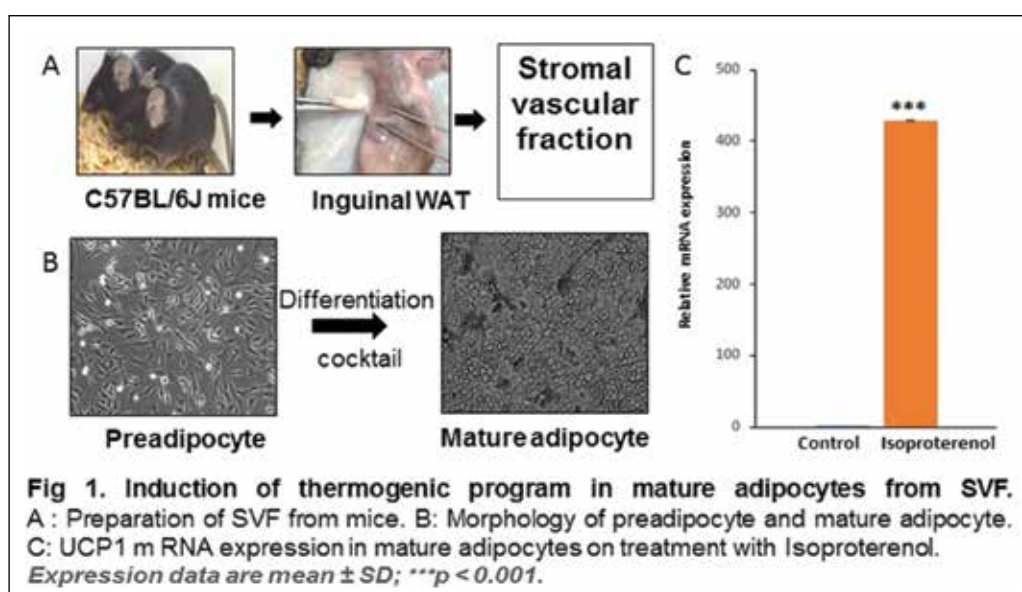 A
C57BL/6J mice
Inguinal WAT
Stromal
vascular
fraction
B
Preadipocyte
Differentiation
cocktail
Mature adipocyte
C
Relative mRNA expression
500
400
300
200
100
0
***
Control
Isoproterenol
Fig 1. Induction of thermogenic program in mature adipocytes from SVF.
A : Preparation of SVF from mice. B: Morphology of preadipocyte and mature adipocyte.
C: UCP1 m RNA expression in mature adipocytes on treatment with Isoproterenol.
Expression data are mean ± SD; ***p < 0.001.